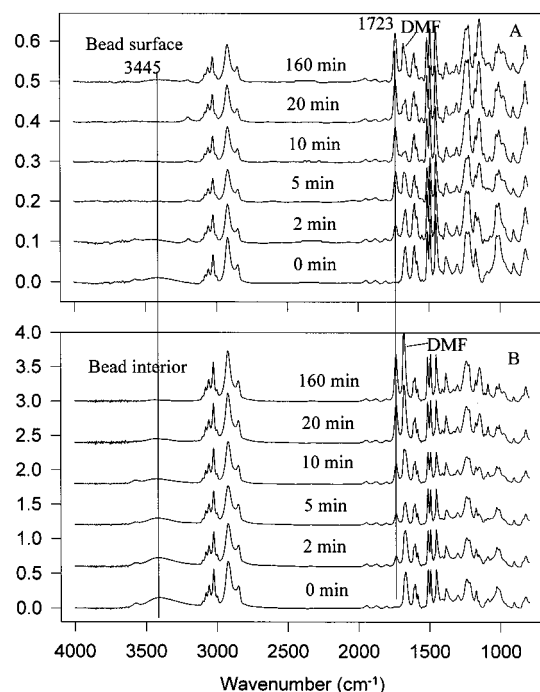 1723
DMF
A
Bead surface
3445
0.6
0.5
0.4
0.3
0.2
0.1
0.0
160 min
20 min
10 min
5 min
2 min
0 min
DMF
B
Bead interior
4.0
3.5
3.0
2.5
2.0
1.5
1.0
0.5
0.0
160 min
20 min
10 min
5 min
2 min
0 min
4000 3500 3000 2500 2000 1500 1000
Wavenumber (cm⁻¹)